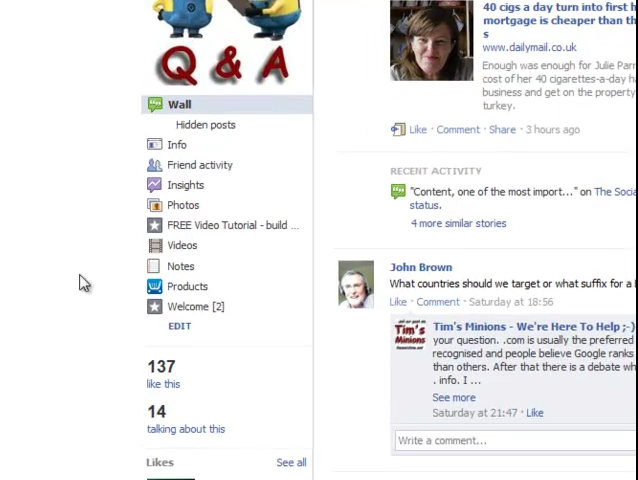 Q & A
Wall
Hidden posts
Info
Friend activity
Insights
Photos
FREE Video Tutorial - build ...
Videos
Notes
Products
Welcome [2]
EDIT
137
like this
14
talking about this
Likes
See all
40 cigs a day turn into first h
mortgage is cheaper than th
s
www.dailymail.co.uk
Enough was enough for Julie Parr
cost of her 40 cigarettes-a-day ha
business and get on the property
turkey.
Like · Comment · Share · 3 hours ago
RECENT ACTIVITY
"Content, one of the most import..." on The Socia
status.
4 more similar stories
John Brown
What countries should we target or what suffix for a
Like · Comment · Saturday at 18:56
Tim's Minions
Tim's Minions - We're Here To Help ;-)
your question. .com is usually the preferred
recognised and people believe Google ranks
than others. After that there is a debate wh
. info. I ...
See more
Saturday at 21:47 · Like
Write a comment...